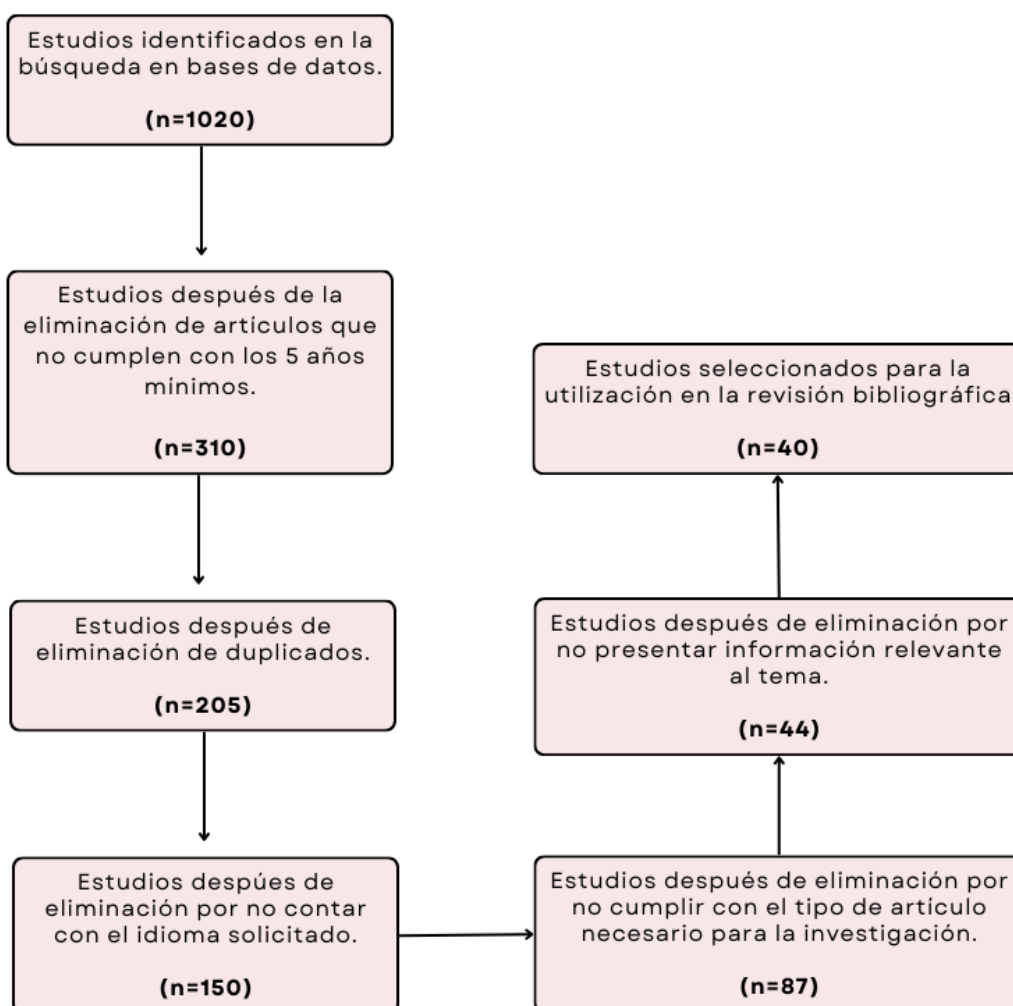 Estudios identificados en la
búsqueda en bases de datos.
(n=1020)
Estudios después de la
eliminación de artículos que
no cumplen con los 5 años
mínimos.
(n=310)
Estudios después de
eliminación de duplicados.
(n=205)
Estudios despúes de
eliminación por no contar
con el idioma solicitado.
(n=150)
Estudios después de eliminación por
no cumplir con el tipo de artículo
necesario para la investigación.
(n=87)
Estudios después de eliminación por
no presentar información relevante
al tema.
(n=44)
Estudios seleccionados para la
utilización en la revisión bibliográfica
(n=40)